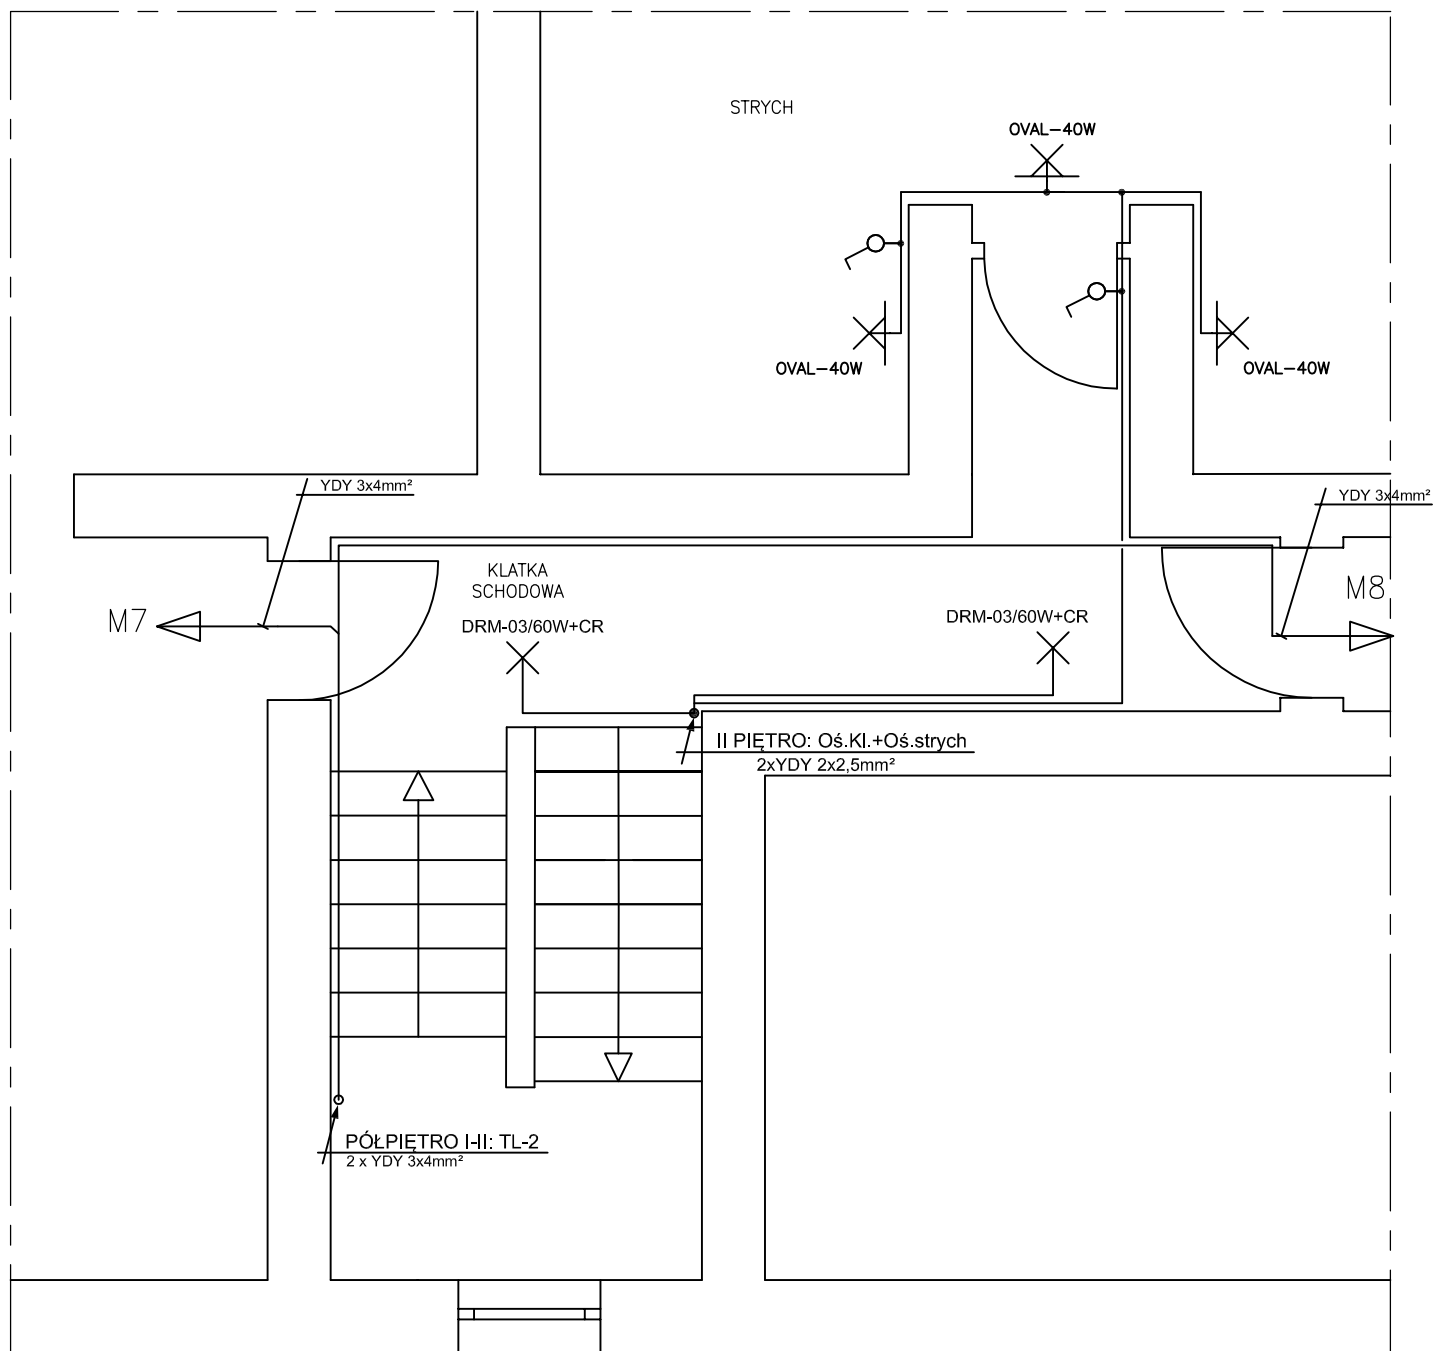 STRYCH
OVAL-40W
OVAL-40W
OVAL-40W
YDY 3x4mm²
YDY 3x4mm²
KLATKA
SCHODOWA
M7
M8
DRM-03/60W+CR
DRM-03/60W+CR
II PIĘTRO: Oś.Kl.+Oś.strych
2xYDY 2x2,5mm²
PÓŁPIĘTRO I-II: TL-2
2 x YDY 3x4mm²